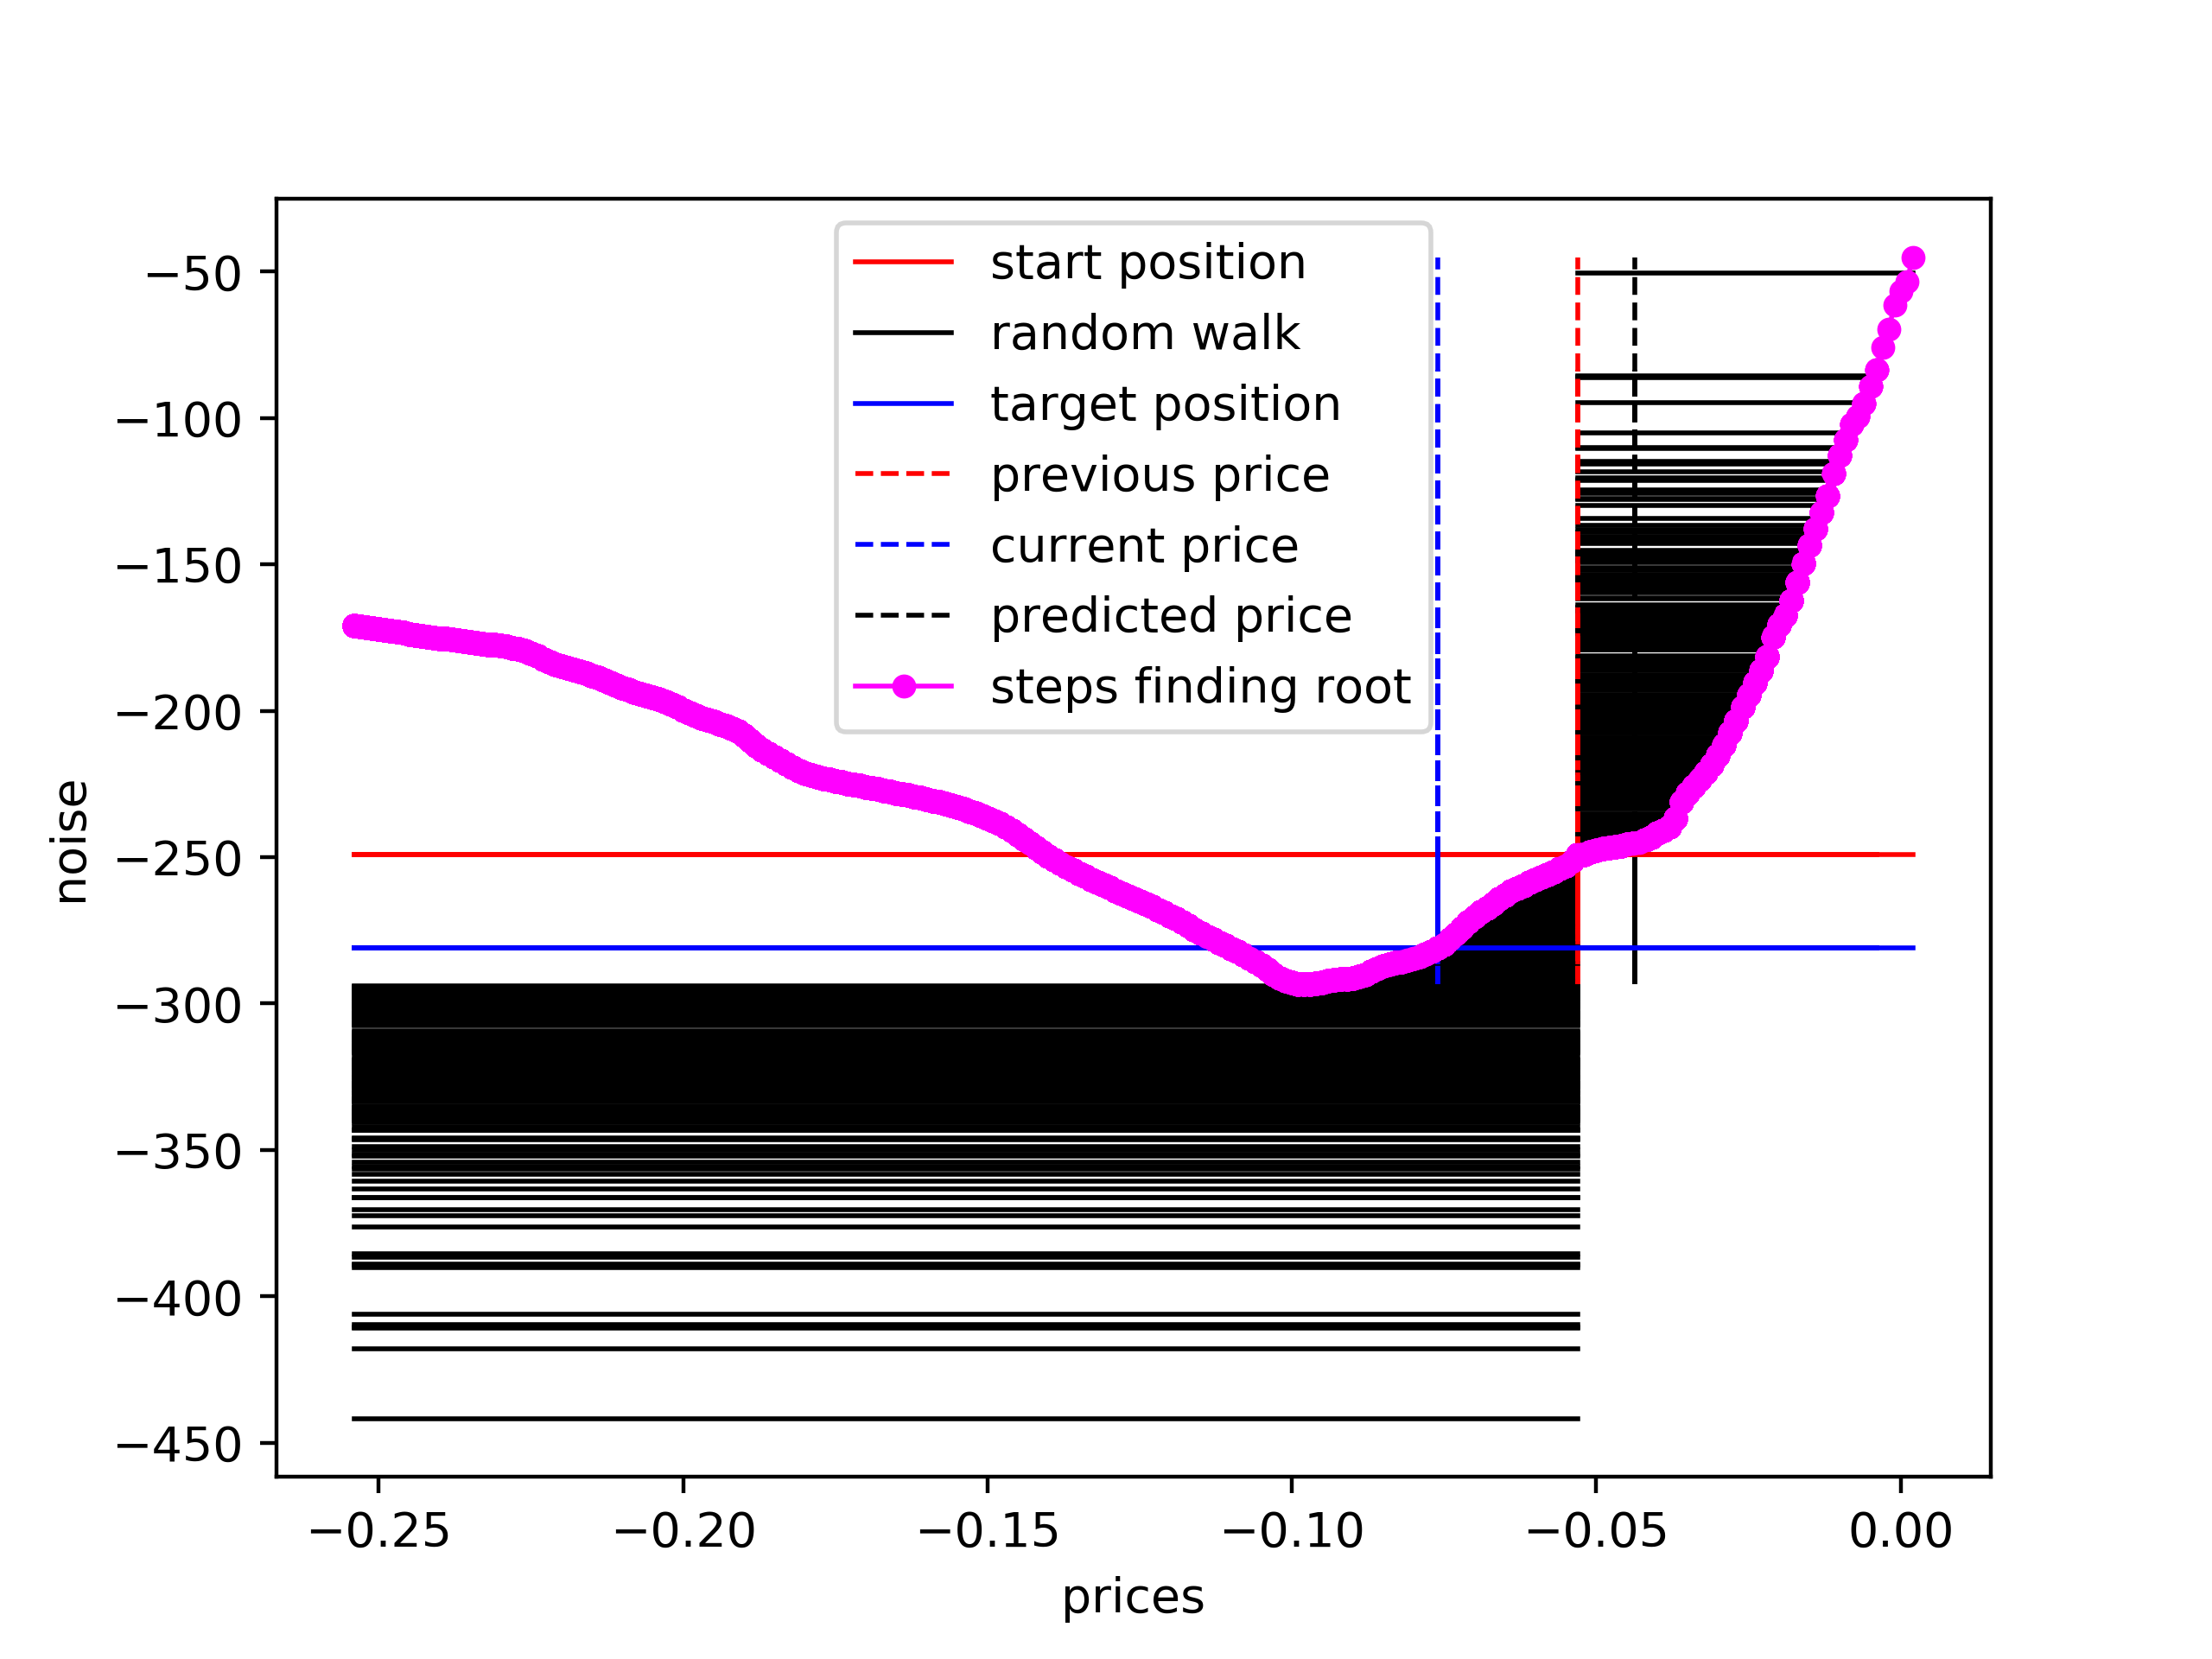 start position
random walk
target position
previous price
current price
predicted price
steps finding root
−50
−100
−150
−200
−250
−300
−350
−400
−450
noise
−0.25 −0.20 −0.15 −0.10 −0.05 0.00
prices